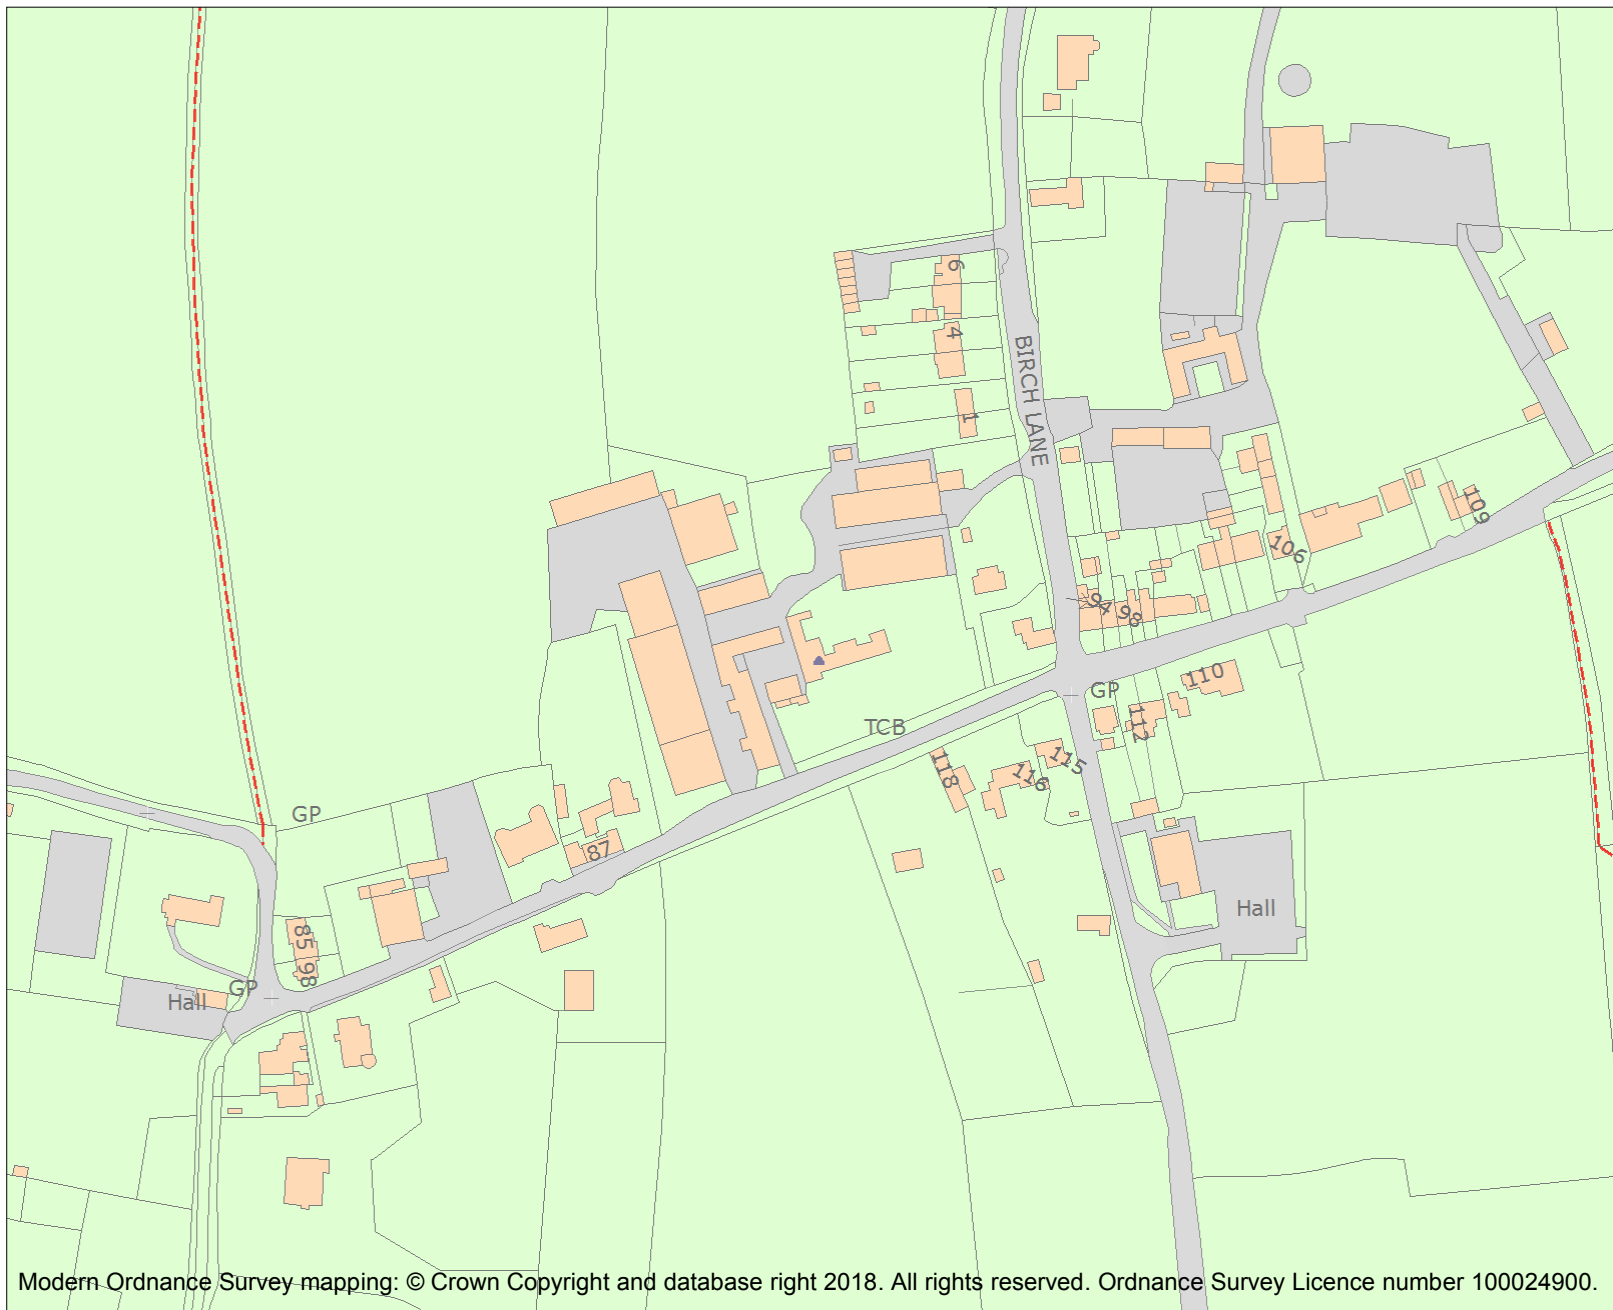 6
4
BIRCH LANE
1
109
106
94
98
110
GP
112
TCB
118
116
115
GP
87
Hall
85
98
GP
Hall
Modern Ordnance Survey mapping: © Crown Copyright and database right 2018. All rights reserved. Ordnance Survey Licence number 100024900.